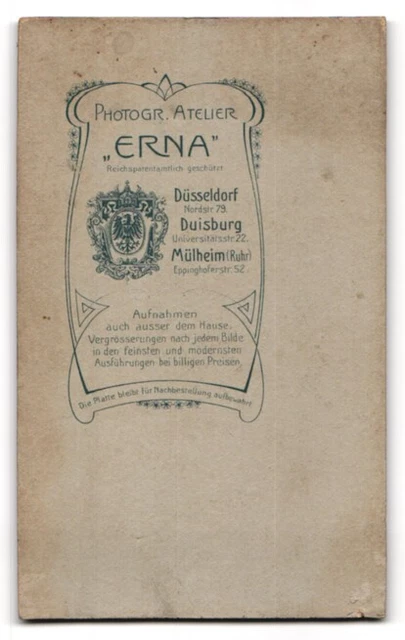 PHOTOGR. ATELIER
„ERNA"
Reichspatentamtlich geschützt.
Düsseldorf
Nordstr. 79.
Duisburg
Universitätsstr. 22.
Mülheim (Ruhr)
Eppinghoferstr. 52.
Aufnahmen
auch ausser dem Hause.
Vergrösserungen nach jedem Bilde
in den feinsten und modernsten
Ausführungen bei billigen Preisen.
Die Platte bleibt für Nachbestellung aufbewahrt.